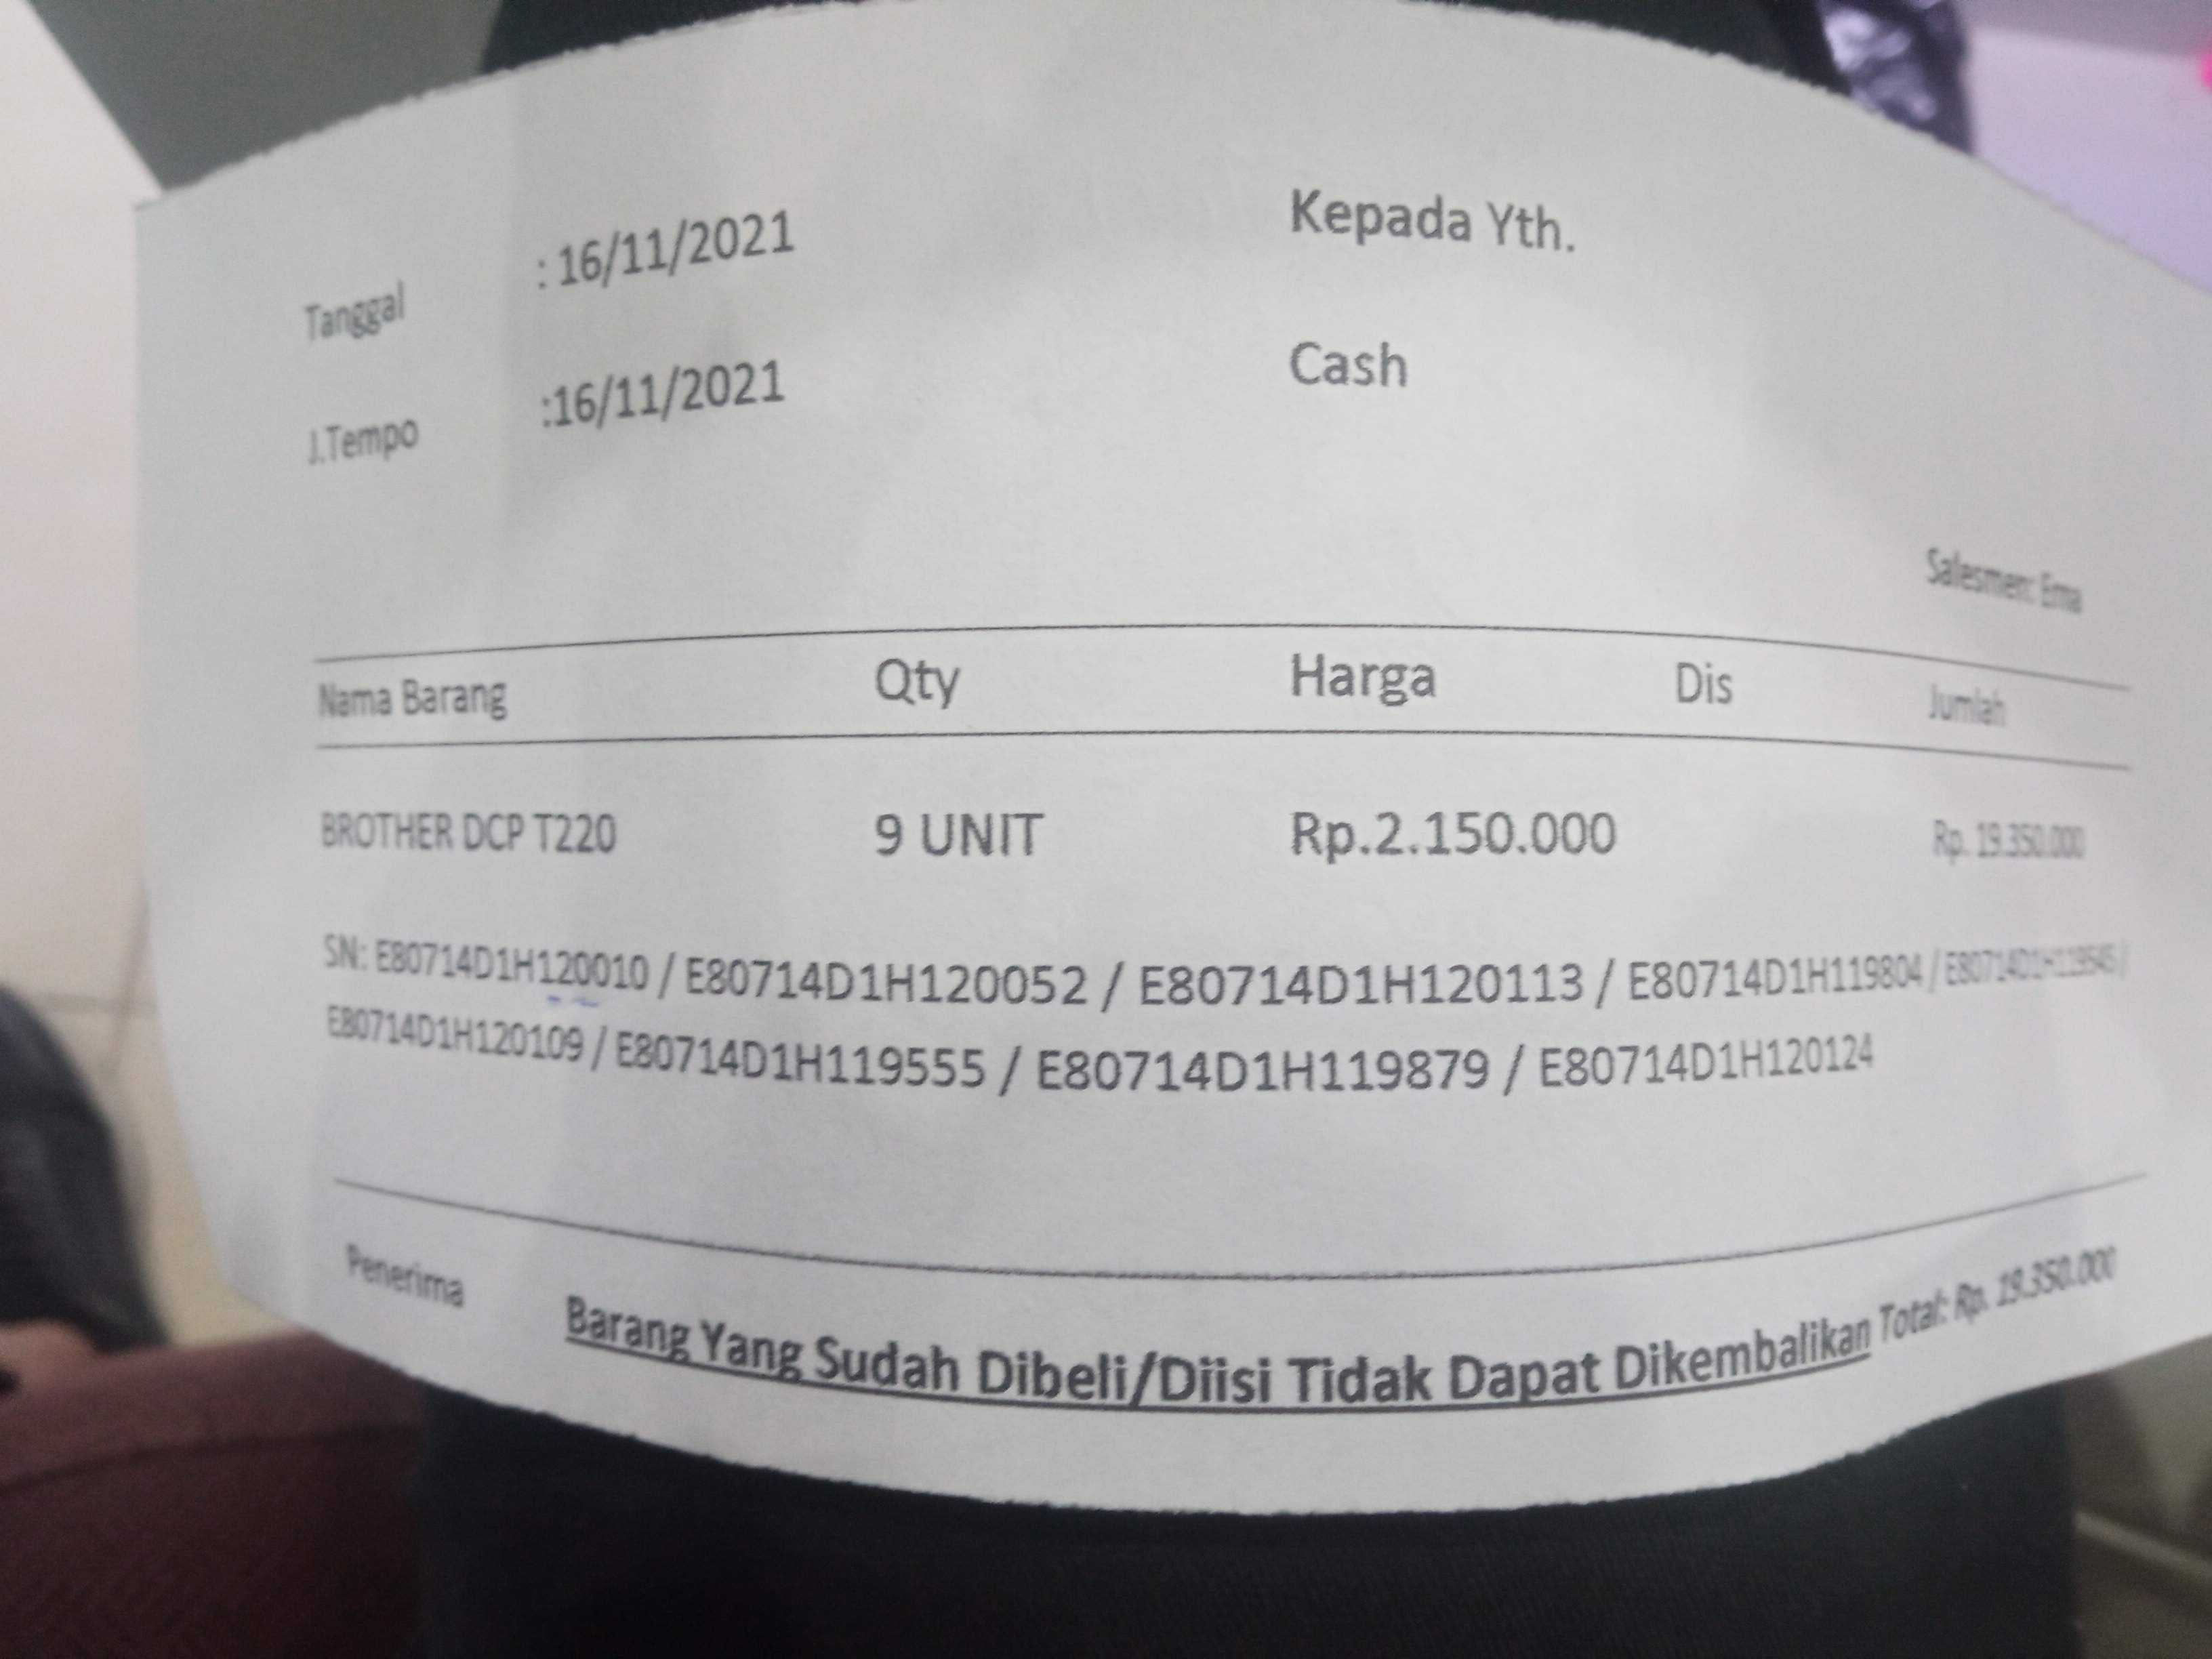 Tanggal : 16/11/2021 Kepada Yth.
J.Tempo :16/11/2021 Cash
Salesmen: Ema
Nama Barang Qty Harga Dis Jumlah
BROTHER DCP T220 9 UNIT Rp.2.150.000 Rp. 19.350.000
SN: E80714D1H120010 / E80714D1H120052 / E80714D1H120113 / E80714D1H119804 / /
E80714D1H120109 / E80714D1H119555 / E80714D1H119879 / E80714D1H120124
Penerima Barang Yang Sudah Dibeli/Diisi Tidak Dapat Dikembalikan Total: Rp. 19.350.000